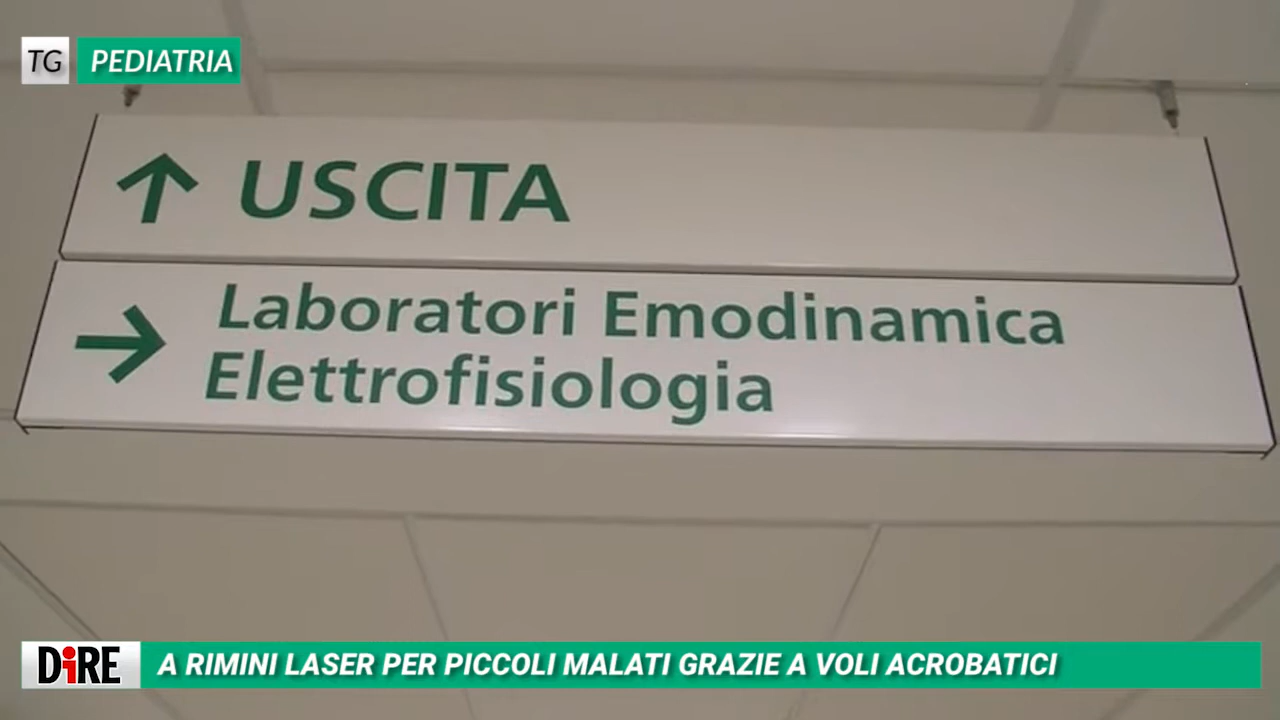 TG PEDIATRIA
USCITA
Laboratori Emodinamica
Elettrofisiologia
DiRE A RIMINI LASER PER PICCOLI MALATI GRAZIE A VOLI ACROBATICI